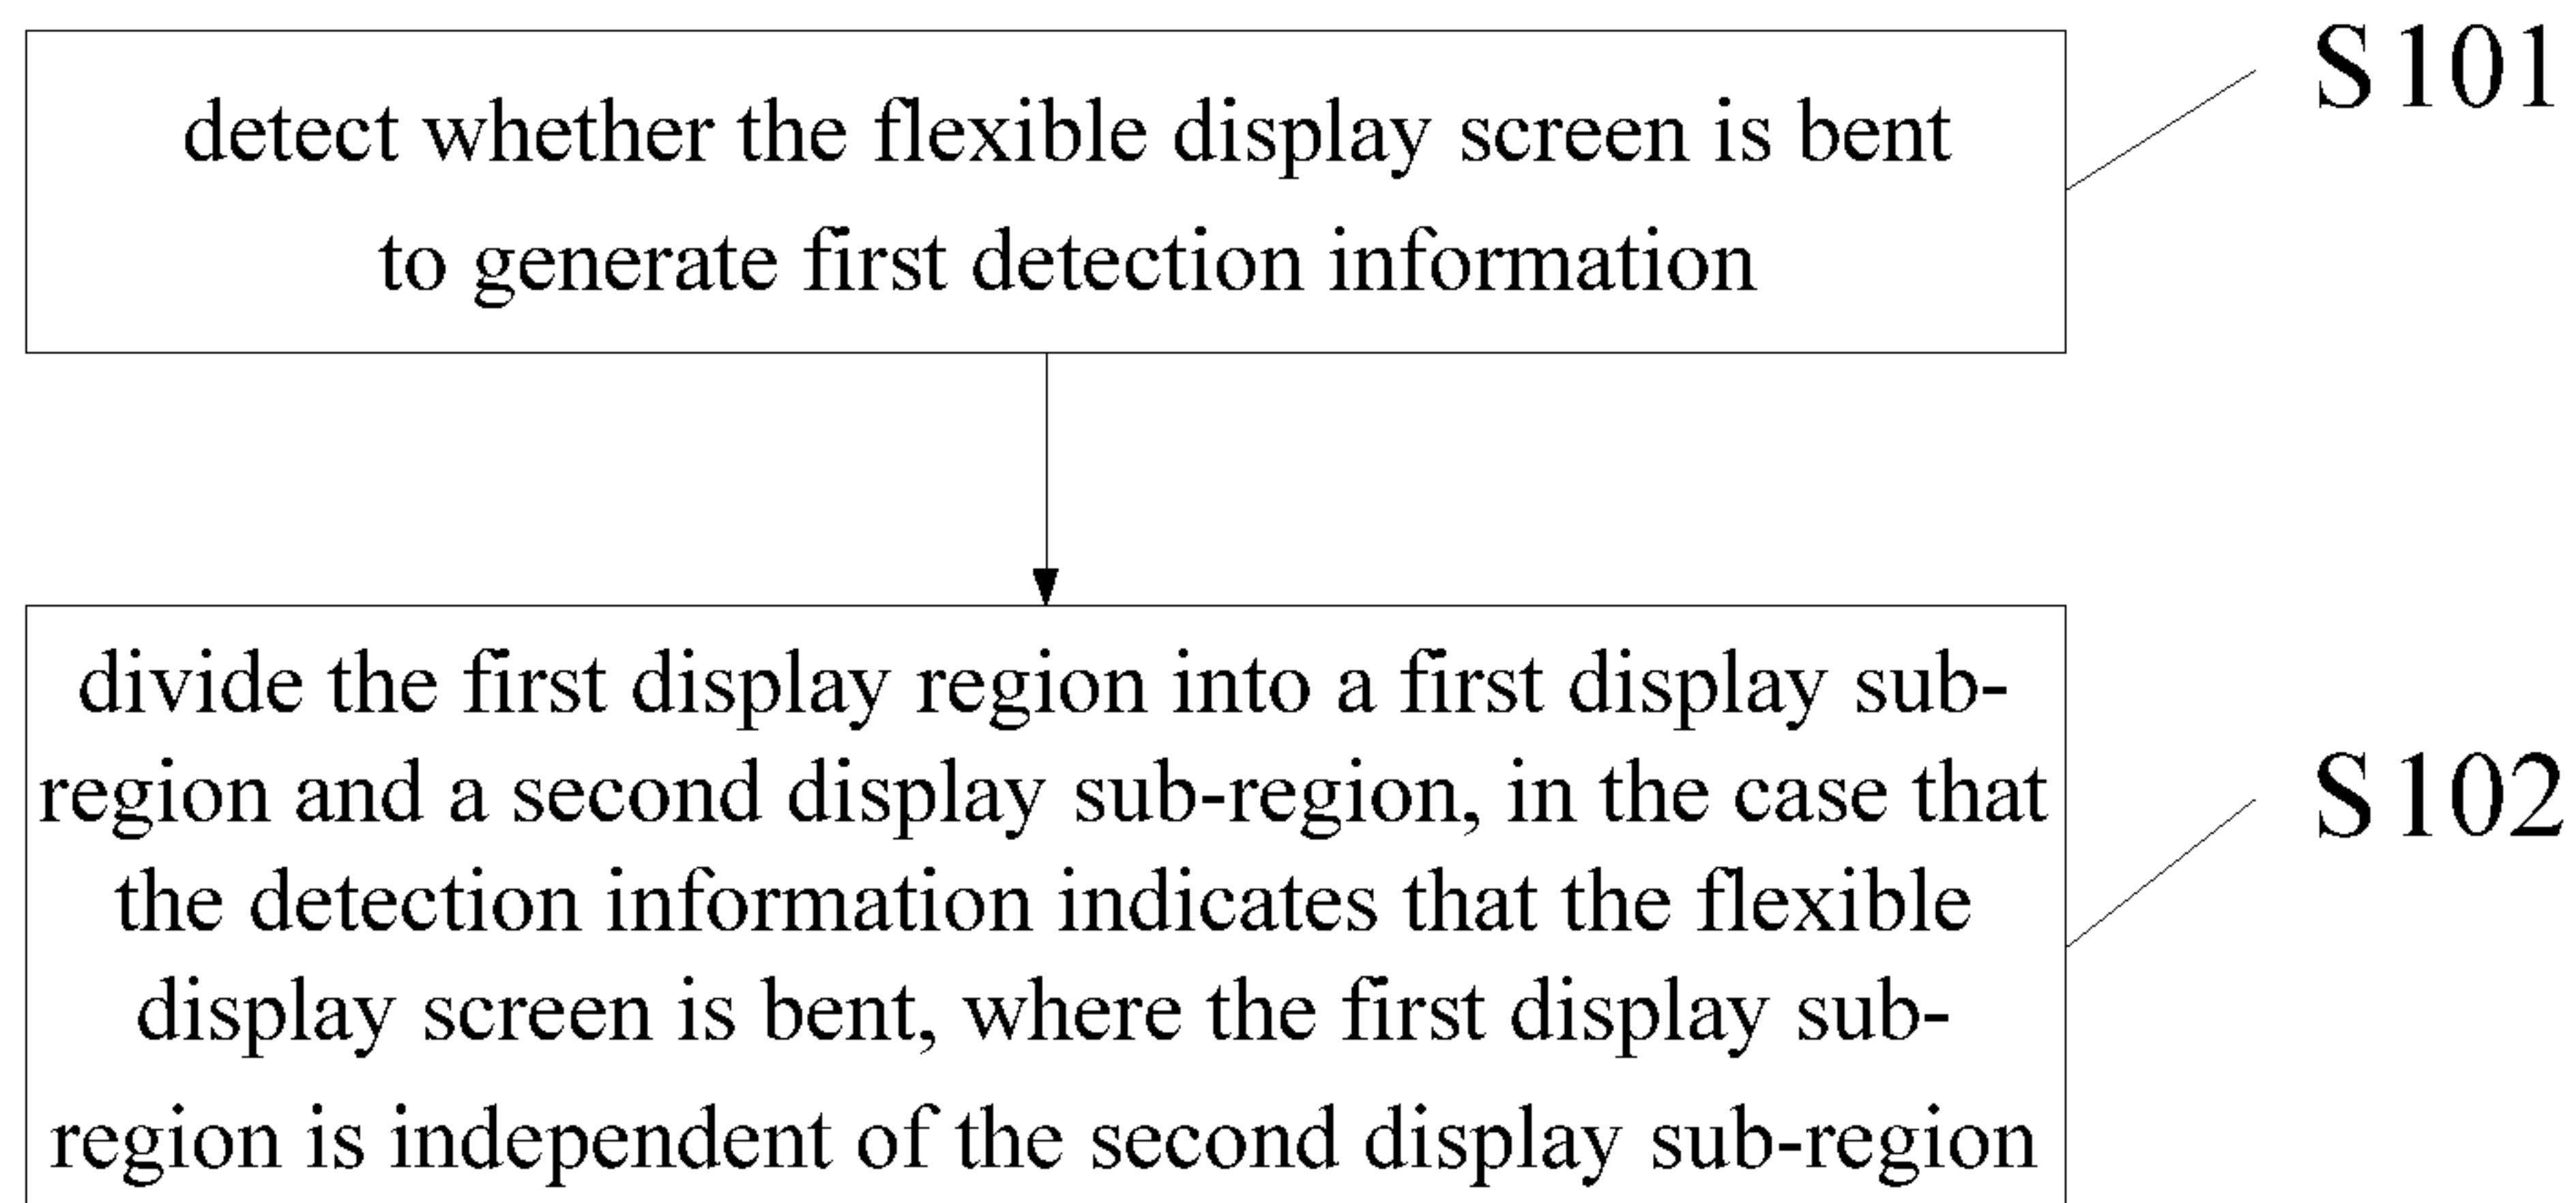 S101
detect whether the flexible display screen is bent
to generate first detection information
divide the first display region into a first display sub-
region and a second display sub-region, in the case that
the detection information indicates that the flexible
display screen is bent, where the first display sub-
region is independent of the second display sub-region
S102